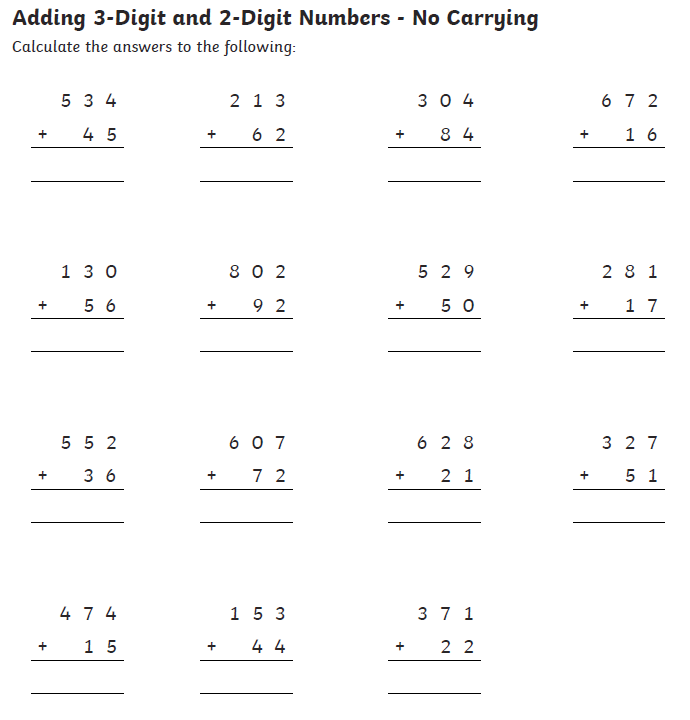 Adding 3-Digit and 2-Digit Numbers - No Carrying
Calculate the answers to the following:
5 3 4 2 1 3 3 0 4 6 7 2
+ 4 5 + 6 2 + 8 4 + 1 6
1 3 0 8 0 2 5 2 9 2 8 1
+ 5 6 + 9 2 + 5 0 + 1 7
5 5 2 6 0 7 6 2 8 3 2 7
+ 3 6 + 7 2 + 2 1 + 5 1
4 7 4 1 5 3 3 7 1
+ 1 5 + 4 4 + 2 2